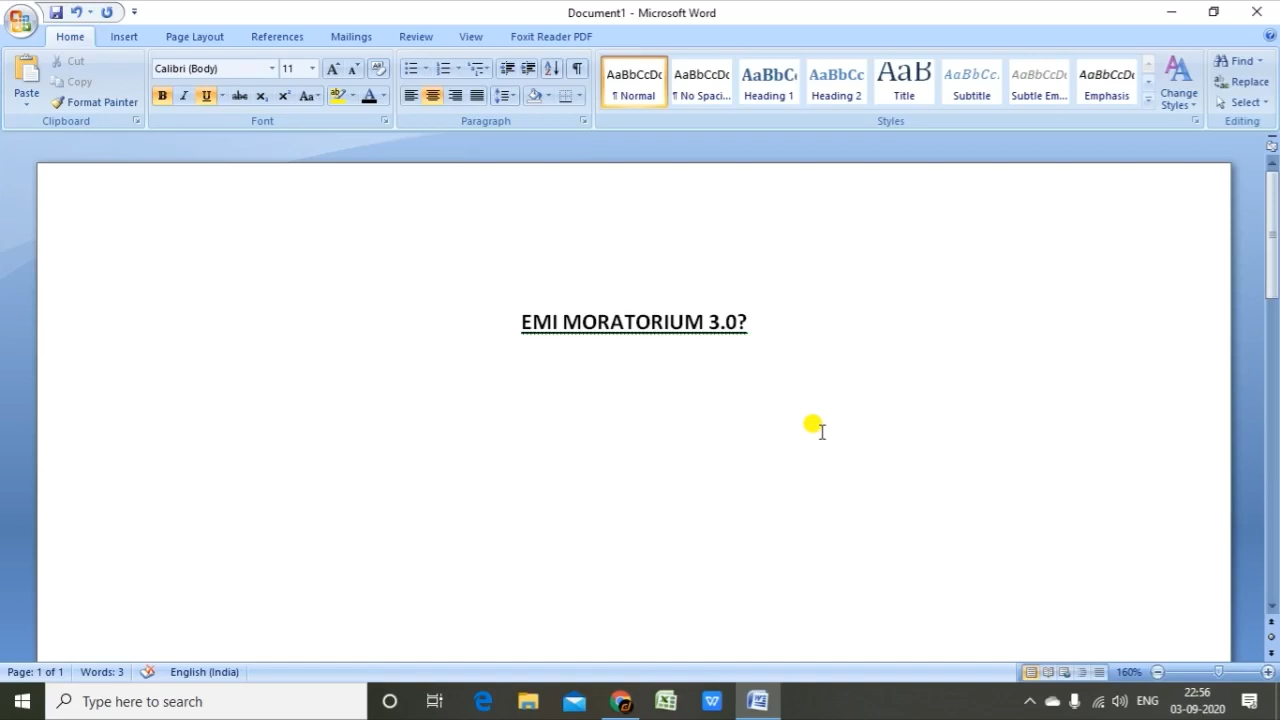 Document1 - Microsoft Word
Home Insert Page Layout References Mailings Review View Foxit Reader PDF
Paste
Cut
Copy
Format Painter
Clipboard
Calibri (Body) 11
Font
Paragraph
AaBbCcDc AaBbCcDc AaBbC AaBbCc AaB AaBbCc. AaBbCcDc AaBbCcDc
¶ Normal ¶ No Spaci... Heading 1 Heading 2 Title Subtitle Subtle Em... Emphasis
Change Styles
Styles
Find
Replace
Select
Editing
EMI MORATORIUM 3.0?
Page: 1 of 1 Words: 3 English (India) 160%
Type here to search
ENG
22:56
03-09-2020